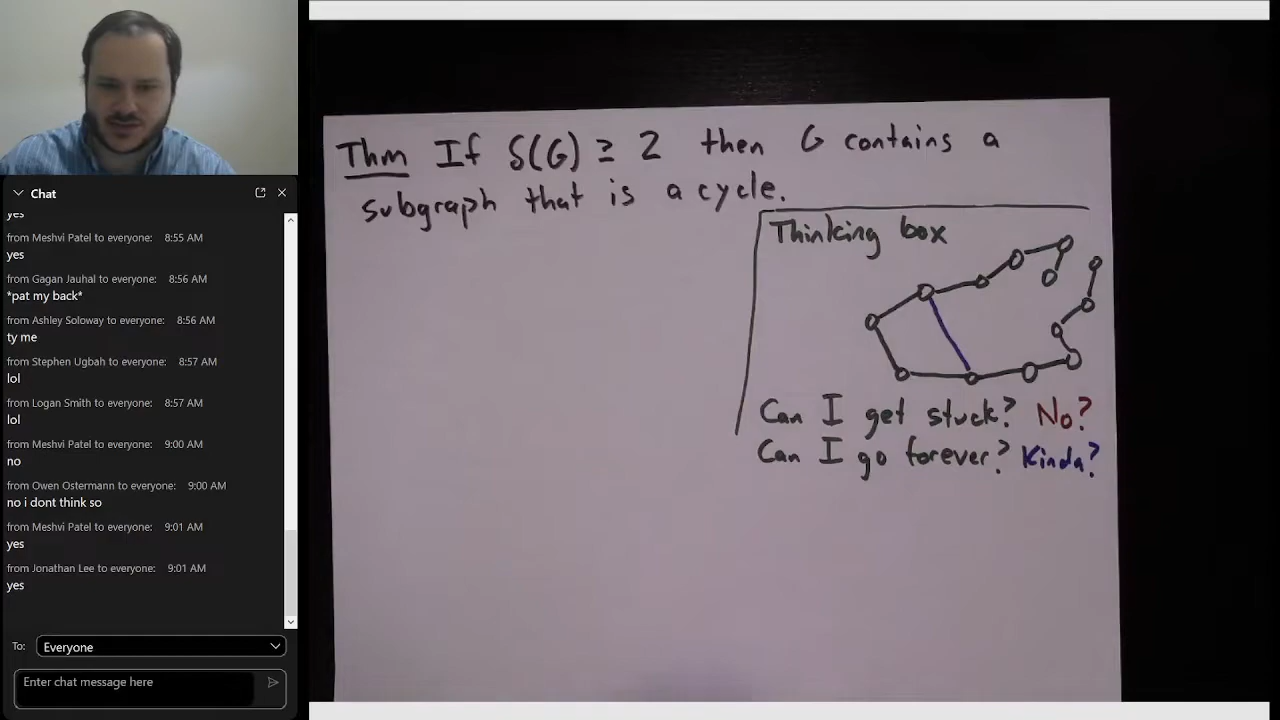 Chat
yes
from Meshvi Patel to everyone: 8:55 AM
yes
from Gagan Jauhal to everyone: 8:56 AM
*pat my back*
from Ashley Soloway to everyone: 8:56 AM
ty me
from Stephen Ugbah to everyone: 8:57 AM
lol
from Logan Smith to everyone: 8:57 AM
lol
from Meshvi Patel to everyone: 9:00 AM
no
from Owen Ostermann to everyone: 9:00 AM
no i dont think so
from Meshvi Patel to everyone: 9:01 AM
yes
from Jonathan Lee to everyone: 9:01 AM
yes
To: Everyone
Enter chat message here
Thm If δ(G) ≥ 2 then G contains a
subgraph that is a cycle.
Thinking box
Can I get stuck? No?
Can I go forever? Kinda?